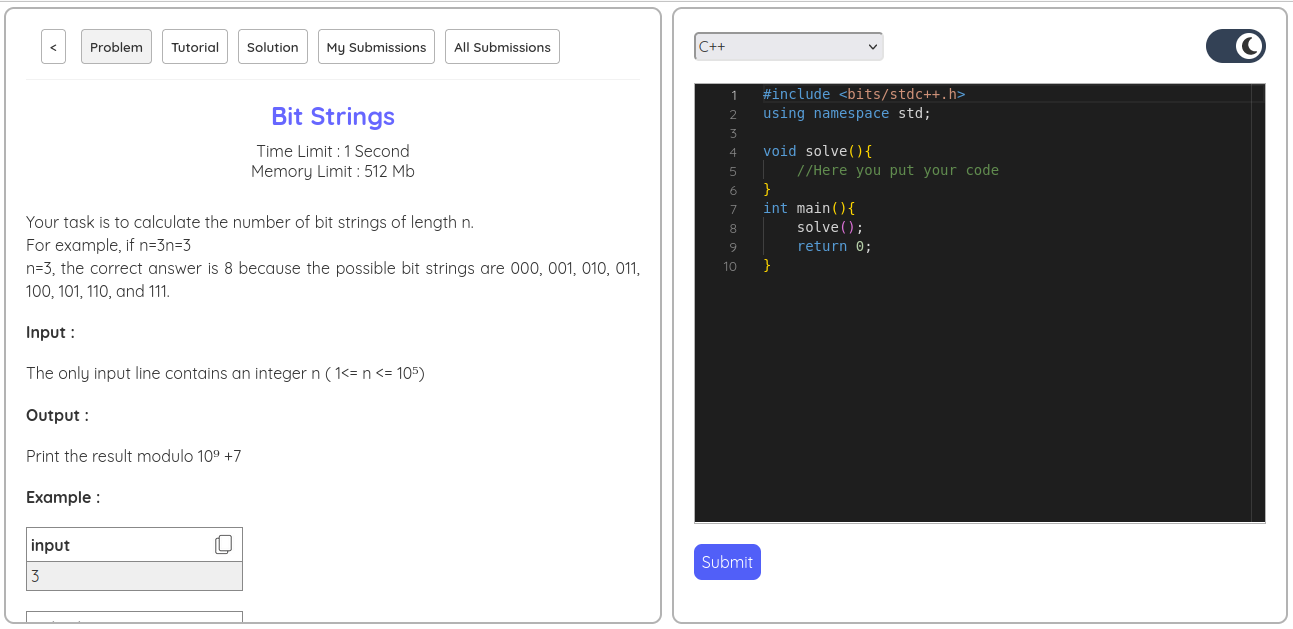 <
Problem
Tutorial
Solution
My Submissions
All Submissions
Bit Strings
Time Limit : 1 Second
Memory Limit : 512 Mb
Your task is to calculate the number of bit strings of length n.
For example, if n=3n=3
n=3, the correct answer is 8 because the possible bit strings are 000, 001, 010, 011,
100, 101, 110, and 111.
Input :
The only input line contains an integer n ( 1<= n <= 10⁵)
Output :
Print the result modulo 10⁹ +7
Example :
input
3
C++
1 #include <bits/stdc++.h>
2 using namespace std;
3
4 void solve(){
5     //Here you put your code
6 }
7 int main(){
8     solve();
9     return 0;
10 }
Submit